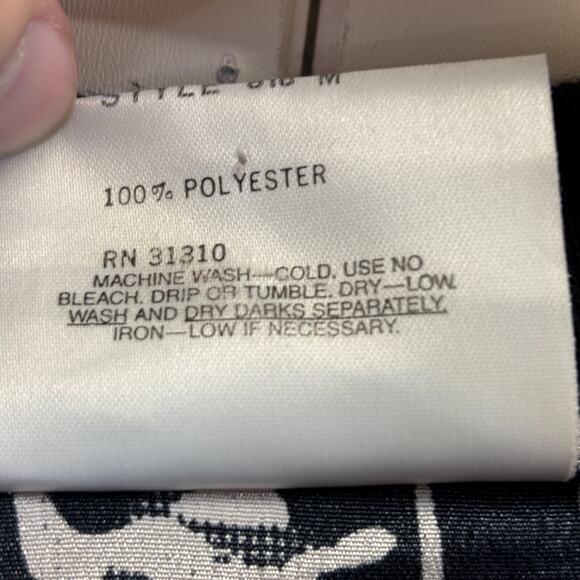 STYLE M
100% POLYESTER
RN 31310
MACHINE WASH—COLD. USE NO
BLEACH. DRIP OR TUMBLE. DRY—LOW.
WASH AND DRY DARKS SEPARATELY.
IRON—LOW IF NECESSARY.